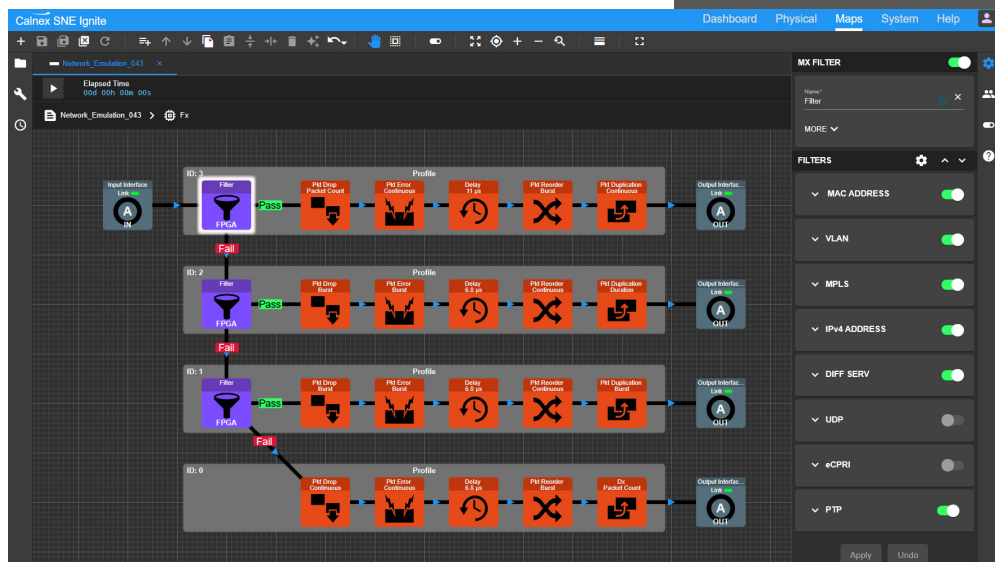 Calnex SNE Ignite
Dashboard Physical Maps System Help
Network_Emulation_043 ×
Elapsed Time
00d 00h 00m 00s
Network_Emulation_043 > Fx
ID: 3 Profile
Input Interface
Link
A
IN
Filter
FPGA
Pass
Pkt Drop
Packet Count
Pkt Error
Continuous
Delay
11 µs
Pkt Reorder
Burst
Pkt Duplication
Continuous
Output Interfac...
Link
A
OUT
Fail
ID: 2 Profile
Filter
FPGA
Pass
Pkt Drop
Burst
Pkt Error
Burst
Delay
6.8 µs
Pkt Reorder
Continuous
Pkt Duplication
Duration
Output Interfac...
Link
A
OUT
Fail
ID: 1 Profile
Filter
FPGA
Pass
Pkt Drop
Burst
Pkt Error
Burst
Delay
6.8 µs
Pkt Reorder
Continuous
Pkt Duplication
Burst
Output Interfac...
Link
A
OUT
Fail
ID: 0 Profile
Pkt Drop
Continuous
Pkt Error
Continuous
Delay
6.8 µs
Pkt Reorder
Burst
Dx
Packet Count
Output Interfac...
Link
A
OUT
MX FILTER
Name*
Filter
MORE
FILTERS
MAC ADDRESS
VLAN
MPLS
IPv4 ADDRESS
DIFF SERV
UDP
eCPRI
PTP
Apply Undo